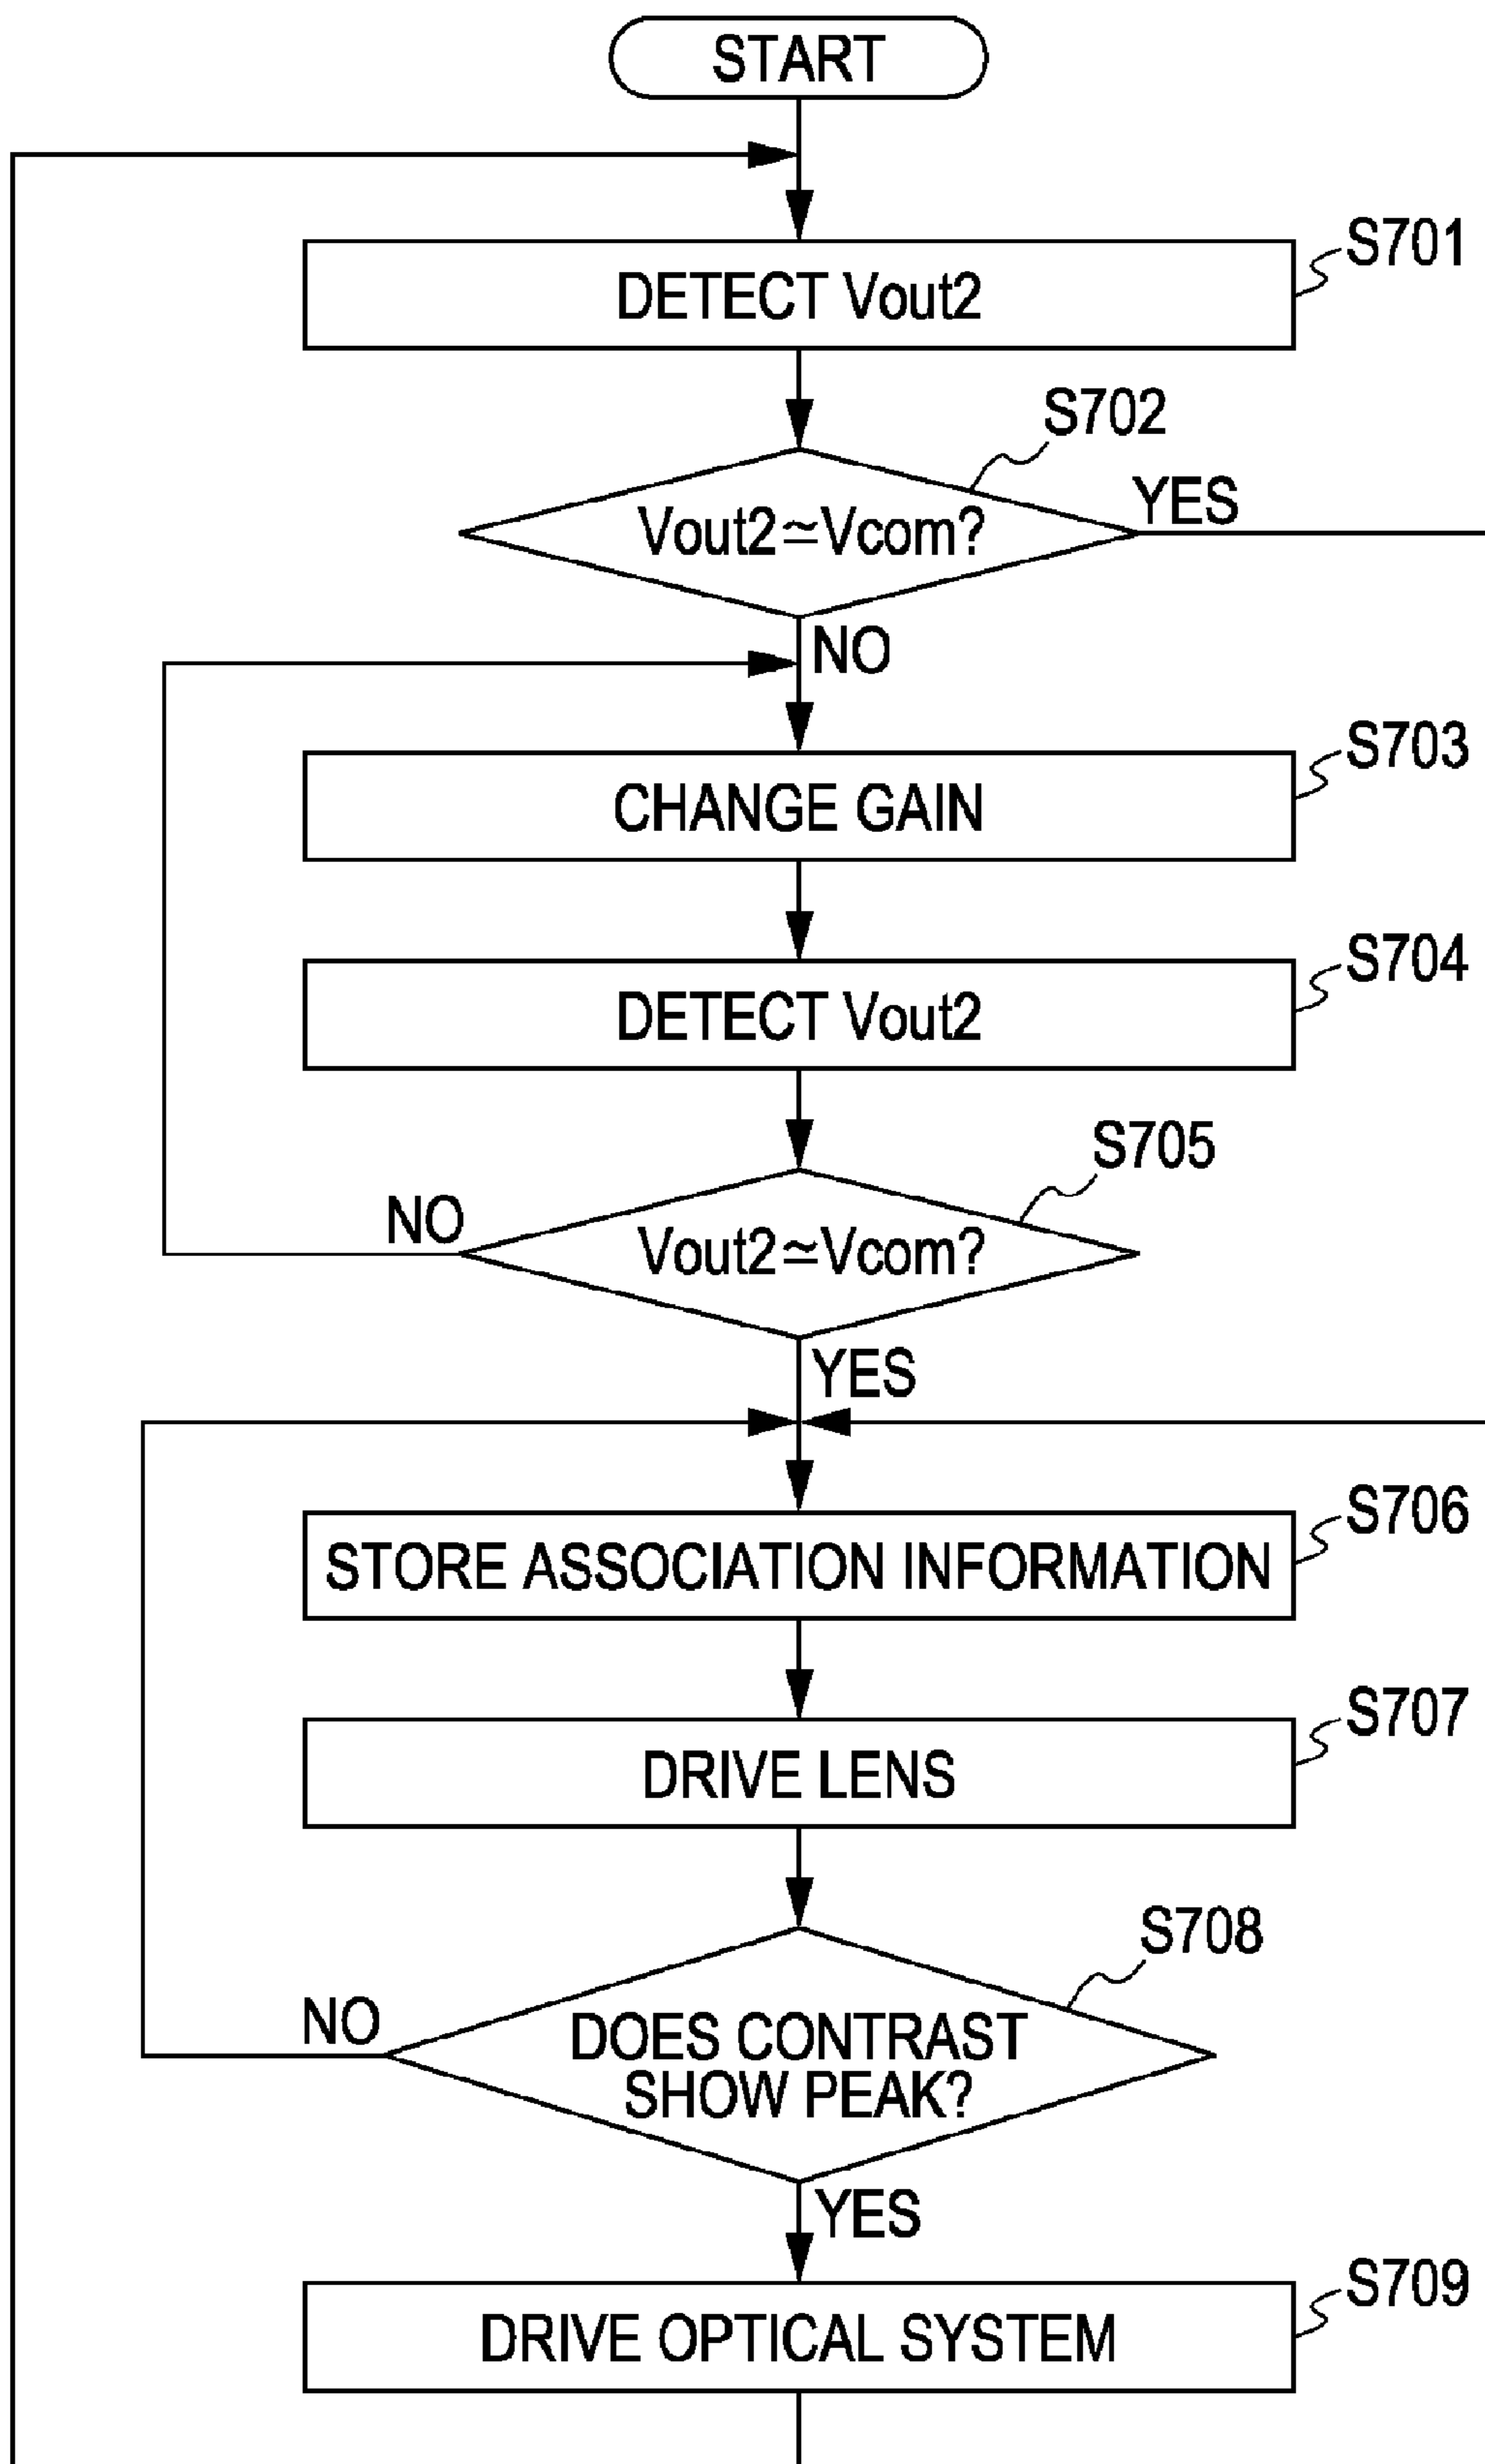 START
S701
DETECT Vout2
S702
Vout2≃Vcom?
YES
NO
S703
CHANGE GAIN
S704
DETECT Vout2
S705
NO
Vout2≃Vcom?
YES
S706
STORE ASSOCIATION INFORMATION
S707
DRIVE LENS
S708
NO
DOES CONTRAST
SHOW PEAK?
YES
S709
DRIVE OPTICAL SYSTEM